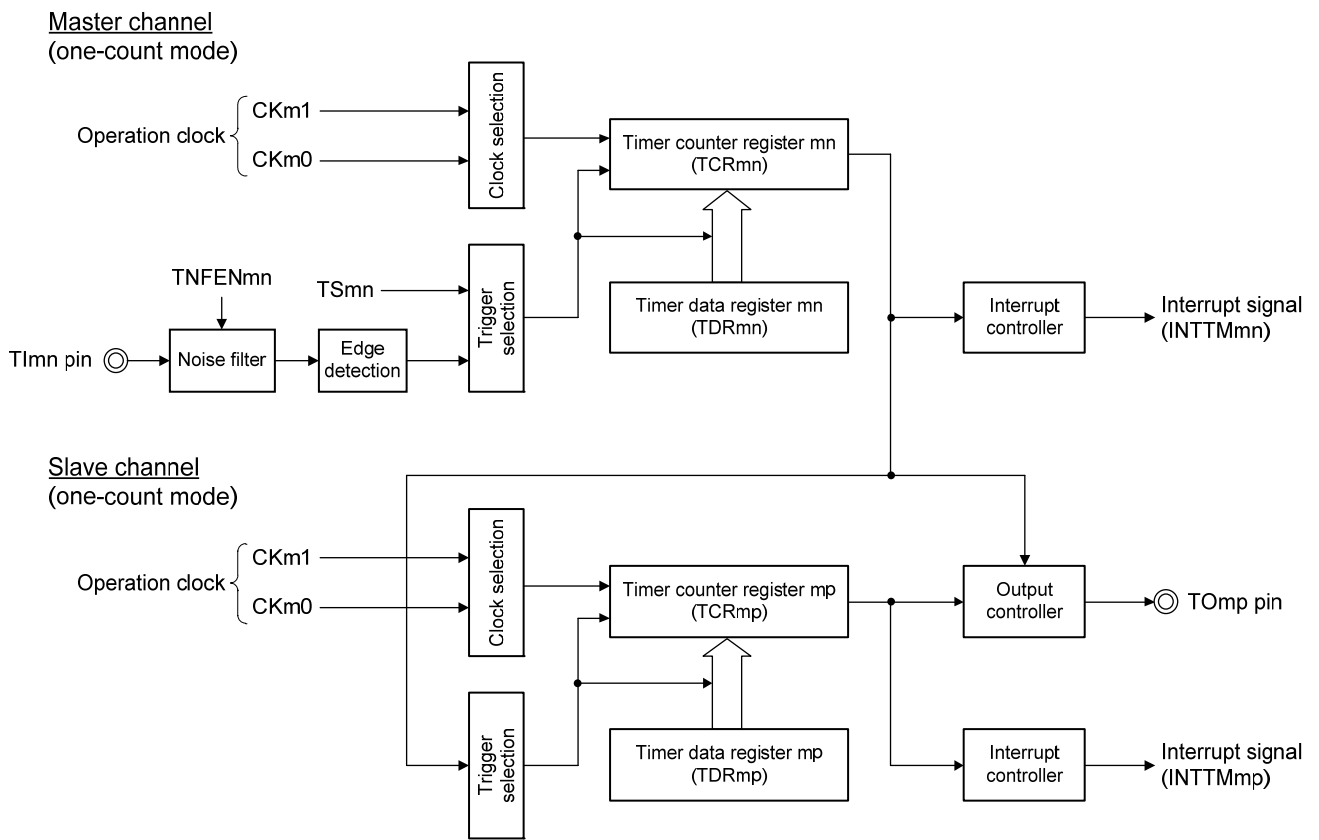 Master channel
(one-count mode)
Operation clock
CKm1
CKm0
Clock selection
Timer counter register mn
(TCRmn)
TNFENmn
TSmn
Trigger
selection
Timer data register mn
(TDRmn)
Interrupt
controller
Interrupt signal
(INTTMmn)
TImn pin
Noise filter
Edge
detection
Slave channel
(one-count mode)
Operation clock
CKm1
CKm0
Clock selection
Timer counter register mp
(TCRmp)
Output
controller
TOmp pin
Trigger
selection
Timer data register mp
(TDRmp)
Interrupt
controller
Interrupt signal
(INTTMmp)